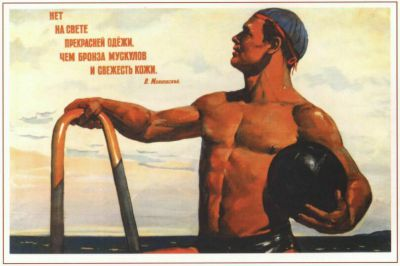 НЕТ
НА СВЕТЕ
ПРЕКРАСНЕЙ ОДЁЖИ,
ЧЕМ БРОНЗА МУСКУЛОВ
И СВЕЖЕСТЬ КОЖИ.
В. Маяковский.